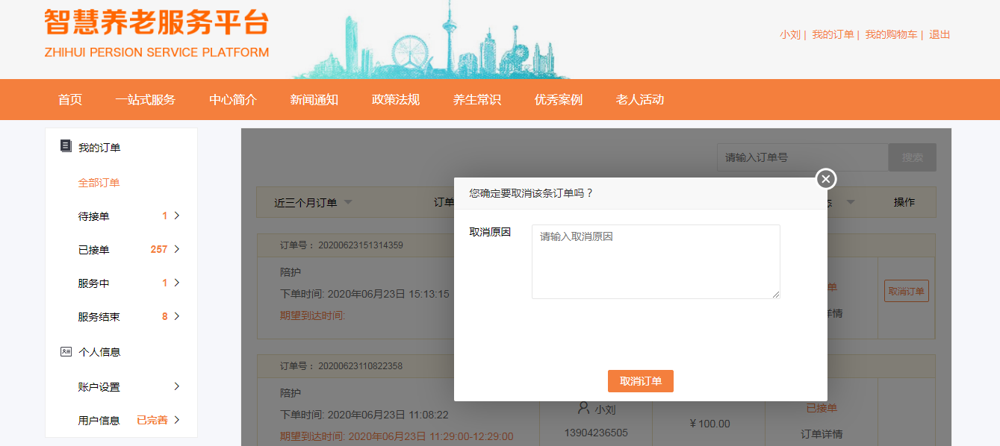 智慧养老服务平台
ZHIHUI PERSION SERVICE PLATFORM
小刘 | 我的订单 | 我的购物车 | 退出
首页 一站式服务 中心简介 新闻通知 政策法规 养生常识 优秀案例 老人活动
我的订单
全部订单
待接单 1
已接单 257
服务中 1
服务结束 8
个人信息
账户设置
用户信息 已完善
请输入订单号 搜索
近三个月订单 订单 操作
订单号： 20200623151314359
陪护
下单时间: 2020年06月23日 15:13:15
期望到达时间:
单
详情
取消订单
您确定要取消该条订单吗？
取消原因 请输入取消原因
取消订单
订单号： 20200623110822358
陪护
下单时间: 2020年06月23日 11:08:22
期望到达时间: 2020年06月23日 11:29:00-12:29:00
小刘
13904236505
¥ 100.00
已接单
订单详情